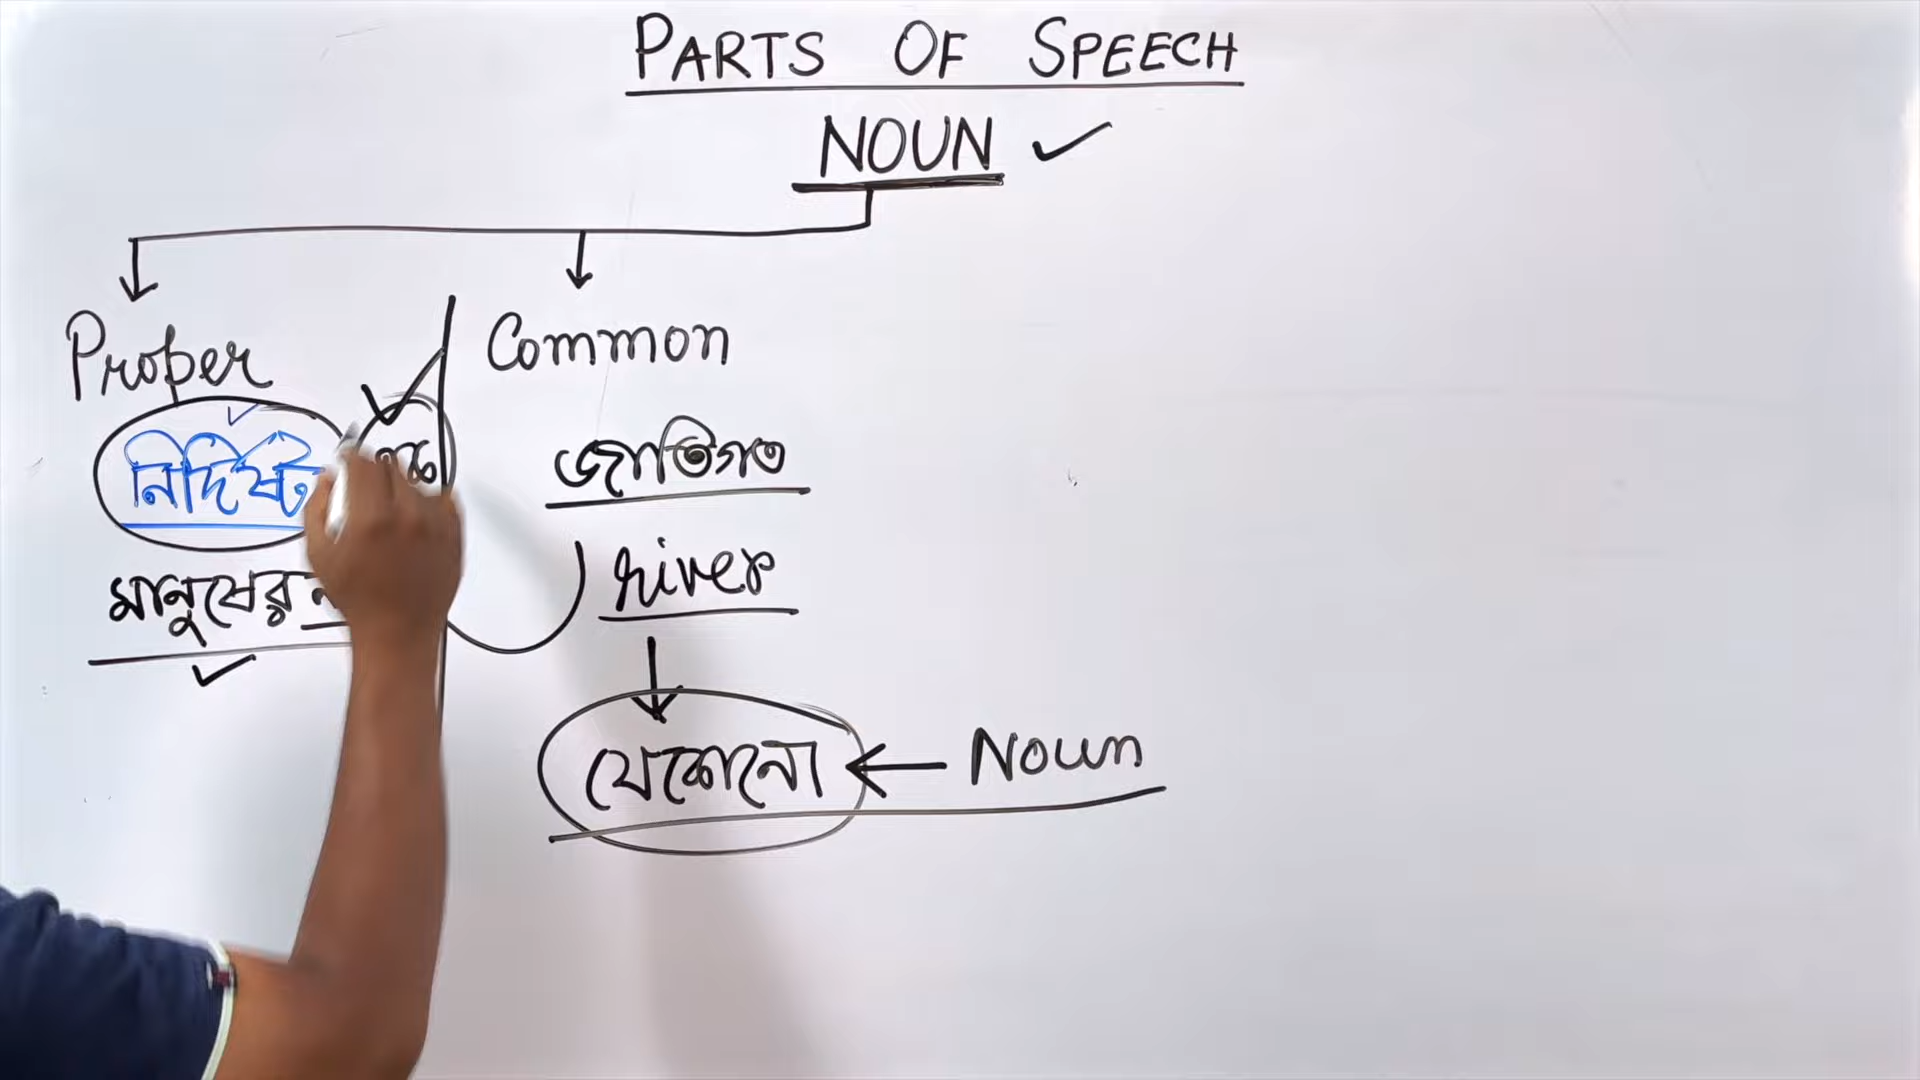 PARTS OF SPEECH
NOUN
Proper
Common
নির্দিষ্ট
জাতিগত
মানুষের
river
যেকোনো
Noun